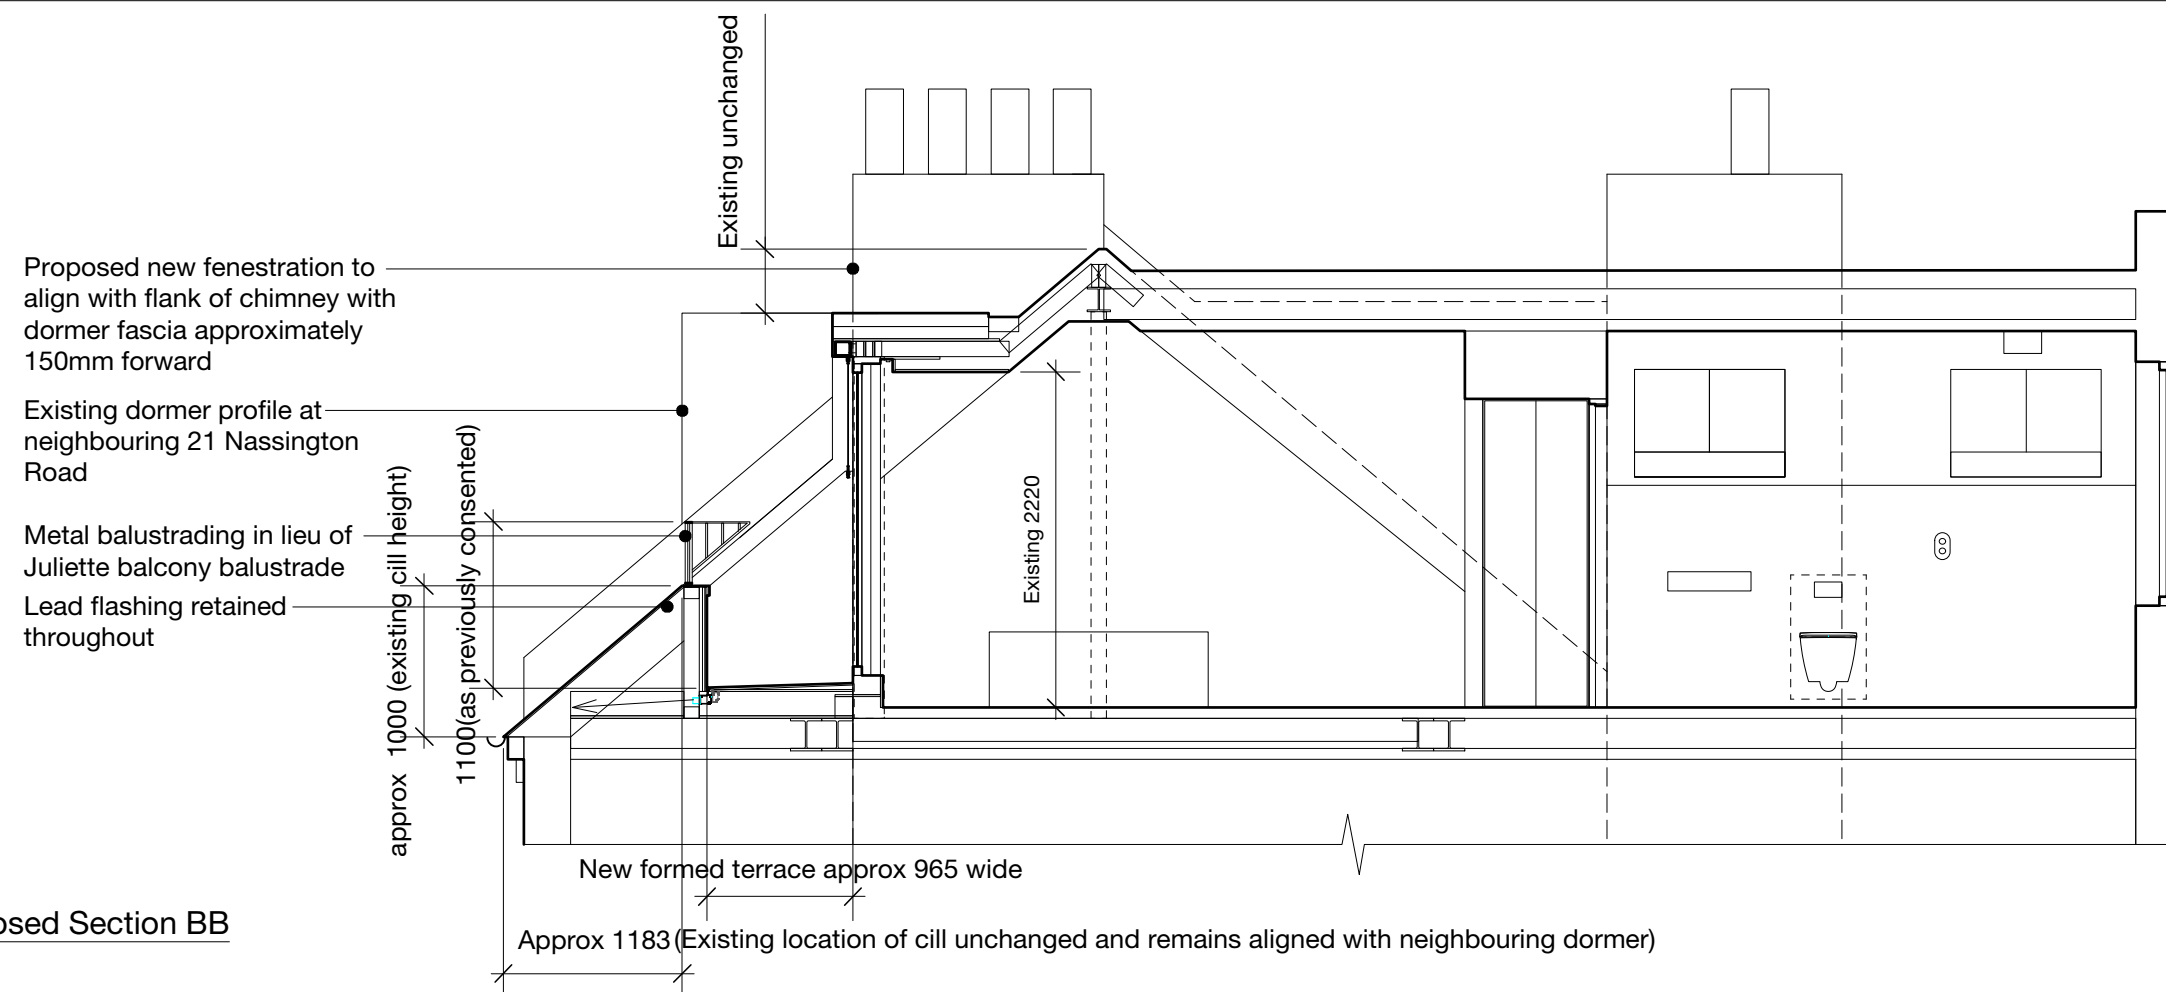 Existing unchanged
Proposed new fenestration to
align with flank of chimney with
dormer fascia approximately
150mm forward
Existing dormer profile at
neighbouring 21 Nassington
Road
Metal balustrading in lieu of
Juliette balcony balustrade
Lead flashing retained
throughout
approx 1000 (existing cill height)
1100(as previously consented)
Existing 2220
New formed terrace approx 965 wide
Approx 1183(Existing location of cill unchanged and remains aligned with neighbouring dormer)
osed Section BB